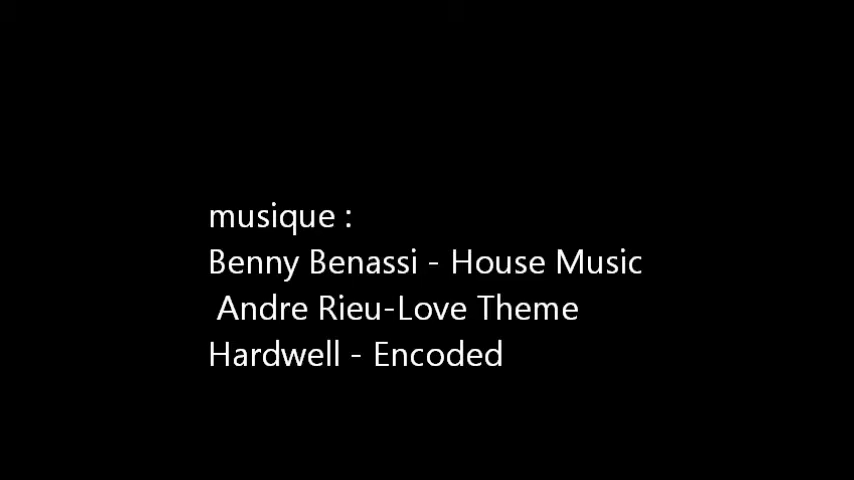 musique :
Benny Benassi - House Music
Andre Rieu-Love Theme
Hardwell - Encoded